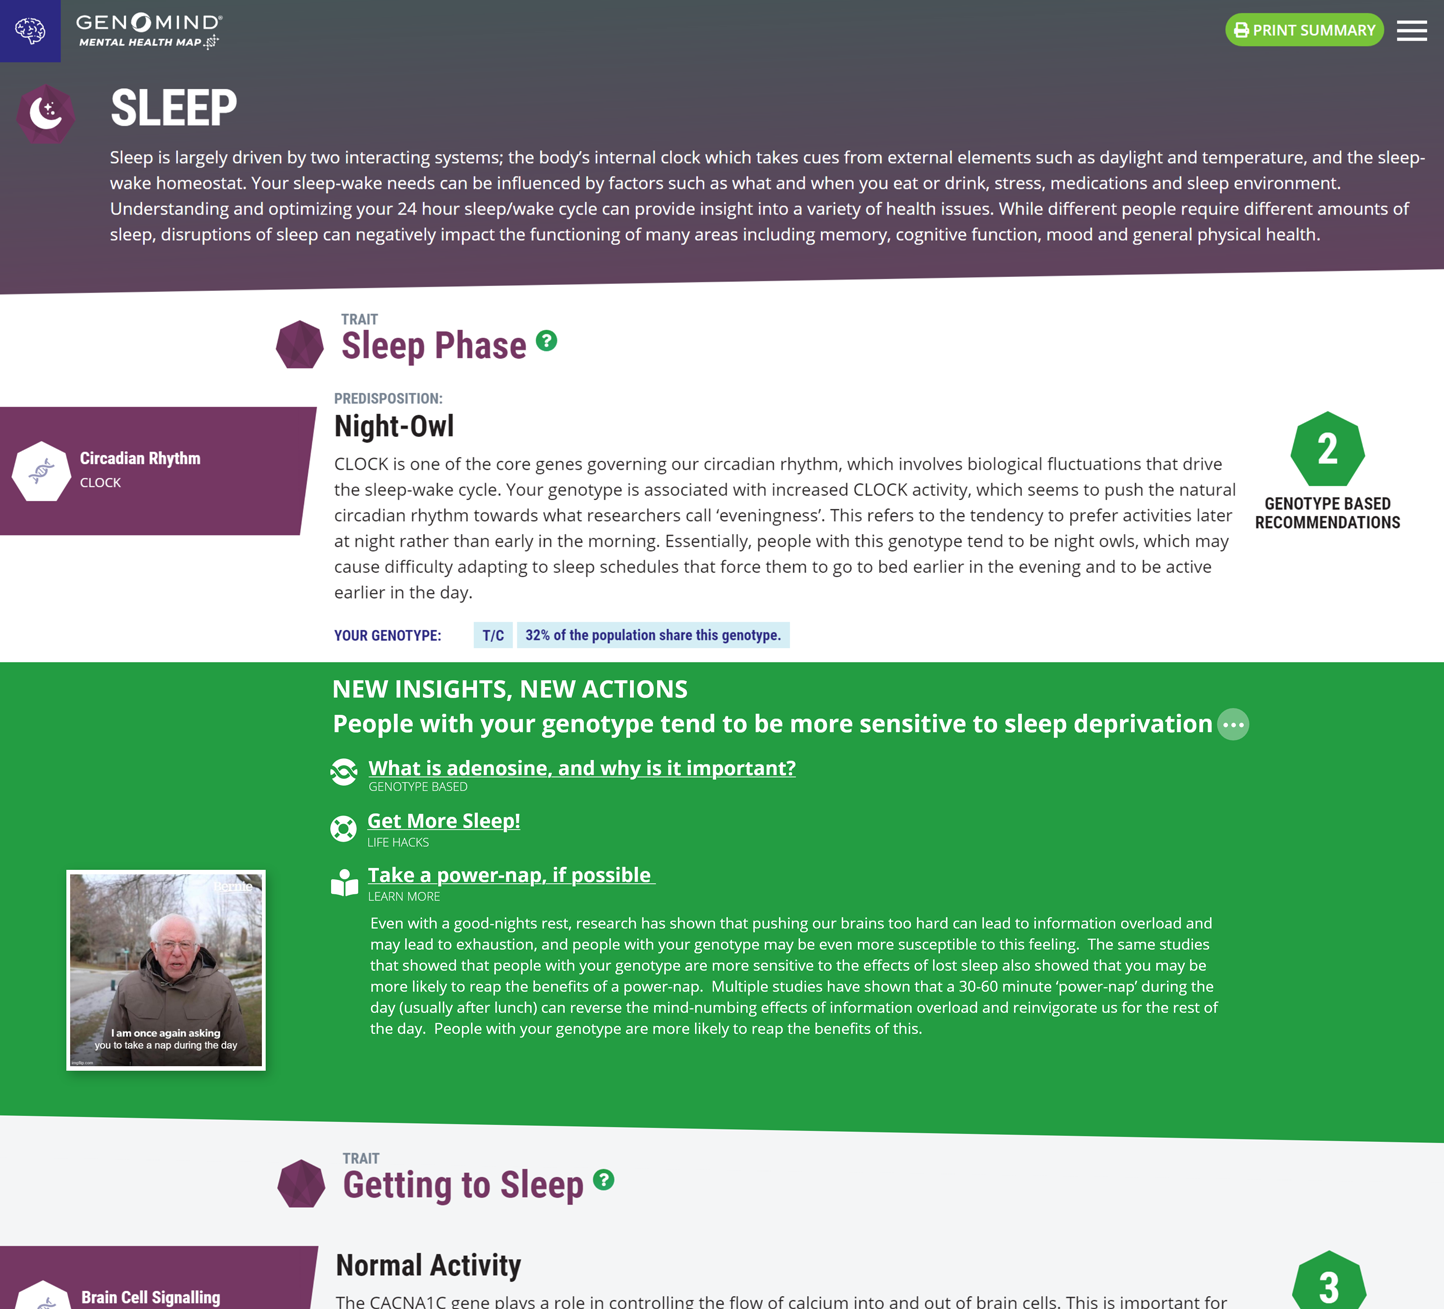 GENOMIND®
MENTAL HEALTH MAP
PRINT SUMMARY
SLEEP
Sleep is largely driven by two interacting systems; the body’s internal clock which takes cues from external elements such as daylight and temperature, and the sleep-
wake homeostat. Your sleep-wake needs can be influenced by factors such as what and when you eat or drink, stress, medications and sleep environment.
Understanding and optimizing your 24 hour sleep/wake cycle can provide insight into a variety of health issues. While different people require different amounts of
sleep, disruptions of sleep can negatively impact the functioning of many areas including memory, cognitive function, mood and general physical health.
TRAIT
Sleep Phase ?
PREDISPOSITION:
Night-Owl
Circadian Rhythm
CLOCK
CLOCK is one of the core genes governing our circadian rhythm, which involves biological fluctuations that drive
the sleep-wake cycle. Your genotype is associated with increased CLOCK activity, which seems to push the natural
circadian rhythm towards what researchers call ‘eveningness’. This refers to the tendency to prefer activities later
at night rather than early in the morning. Essentially, people with this genotype tend to be night owls, which may
cause difficulty adapting to sleep schedules that force them to go to bed earlier in the evening and to be active
earlier in the day.
2
GENOTYPE BASED
RECOMMENDATIONS
YOUR GENOTYPE: T/C 32% of the population share this genotype.
NEW INSIGHTS, NEW ACTIONS
People with your genotype tend to be more sensitive to sleep deprivation
What is adenosine, and why is it important?
GENOTYPE BASED
Get More Sleep!
LIFE HACKS
Take a power-nap, if possible
LEARN MORE
Even with a good-nights rest, research has shown that pushing our brains too hard can lead to information overload and
may lead to exhaustion, and people with your genotype may be even more susceptible to this feeling. The same studies
that showed that people with your genotype are more sensitive to the effects of lost sleep also showed that you may be
more likely to reap the benefits of a power-nap. Multiple studies have shown that a 30-60 minute ‘power-nap’ during the
day (usually after lunch) can reverse the mind-numbing effects of information overload and reinvigorate us for the rest of
the day. People with your genotype are more likely to reap the benefits of this.
Bernie
I am once again asking
you to take a nap during the day
imgflip.com
TRAIT
Getting to Sleep ?
Normal Activity
Brain Cell Signalling
The CACNA1C gene plays a role in controlling the flow of calcium into and out of brain cells. This is important for
3